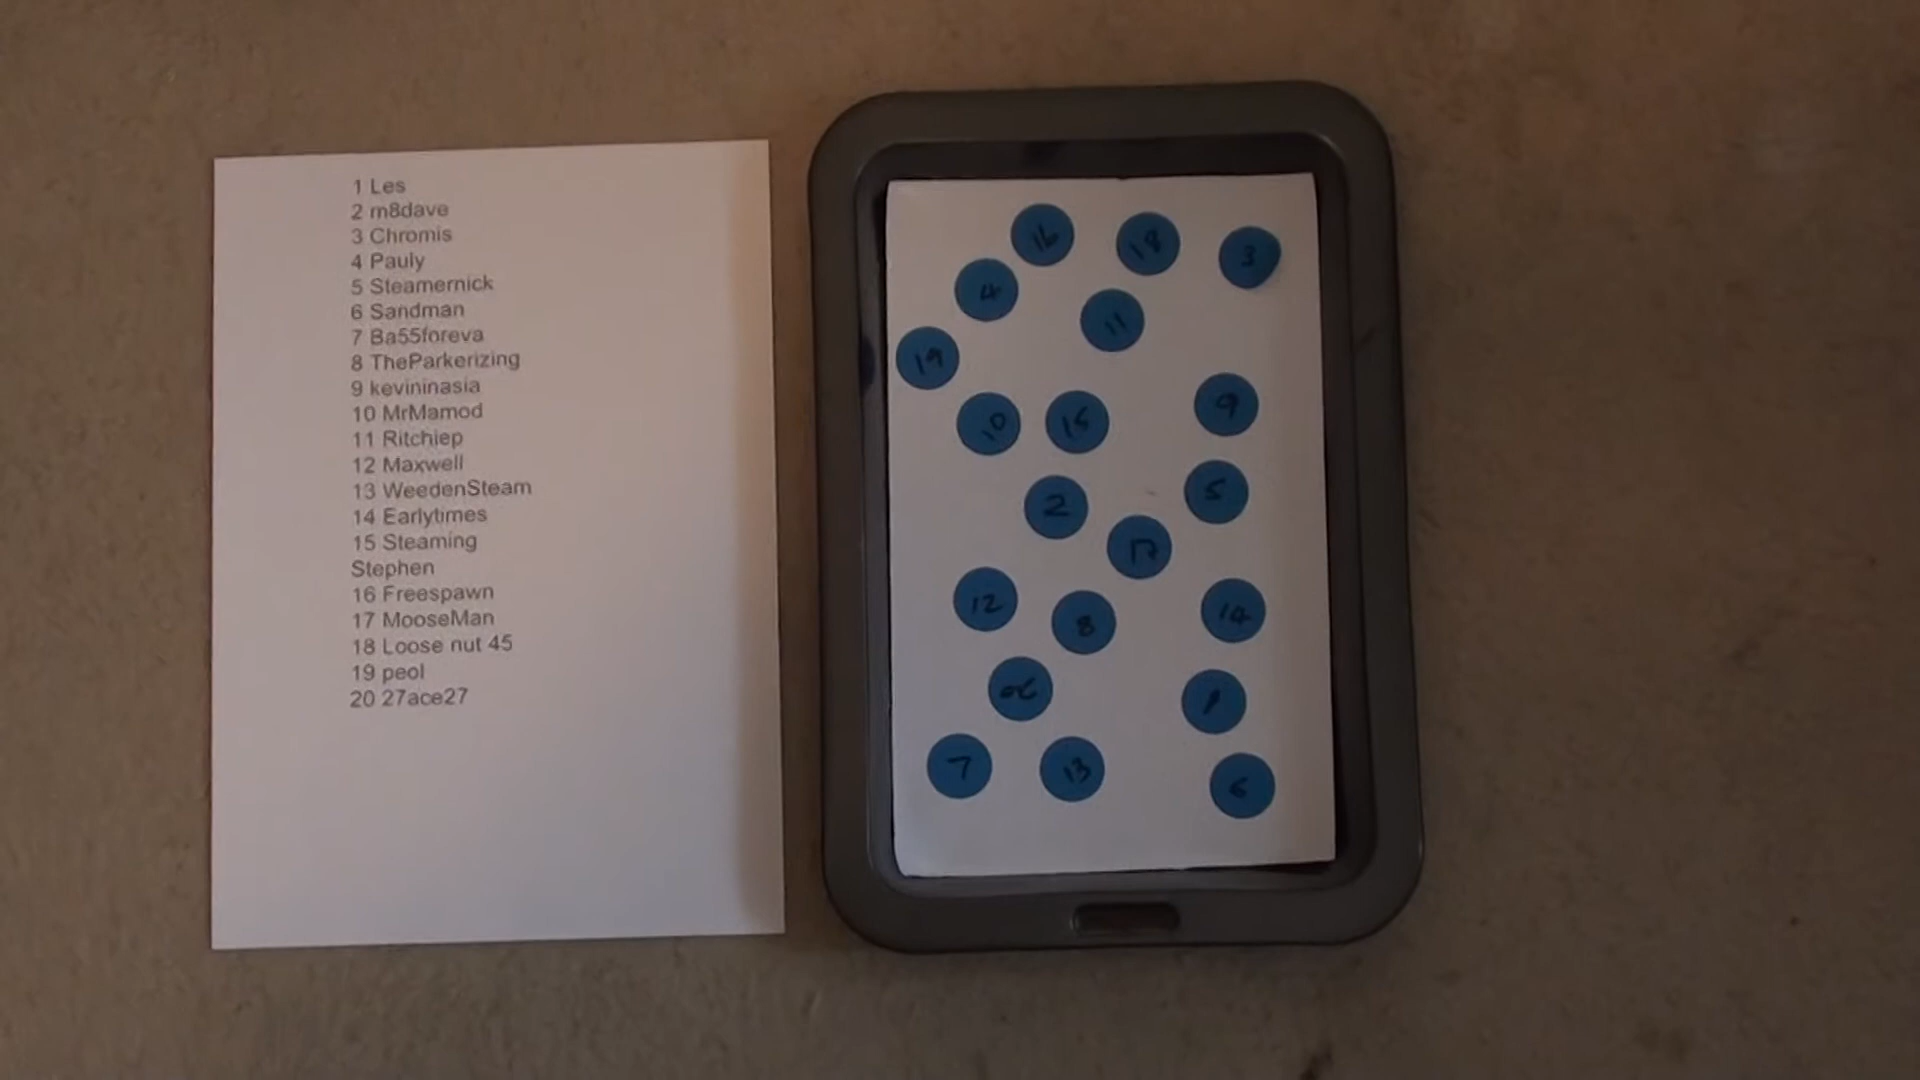 1 Les
2 m8dave
3 Chromis
4 Pauly
5 Steamernick
6 Sandman
7 Ba55foreva
8 TheParkerizing
9 kevininasia
10 MrMamod
11 Ritchiep
12 Maxwell
13 WeedenSteam
14 Earlytimes
15 Steaming
Stephen
16 Freespawn
17 MooseMan
18 Loose nut 45
19 peol
20 27ace27
16
18
3
4
11
19
10
15
9
2
5
17
12
8
14
20
1
7
13
6